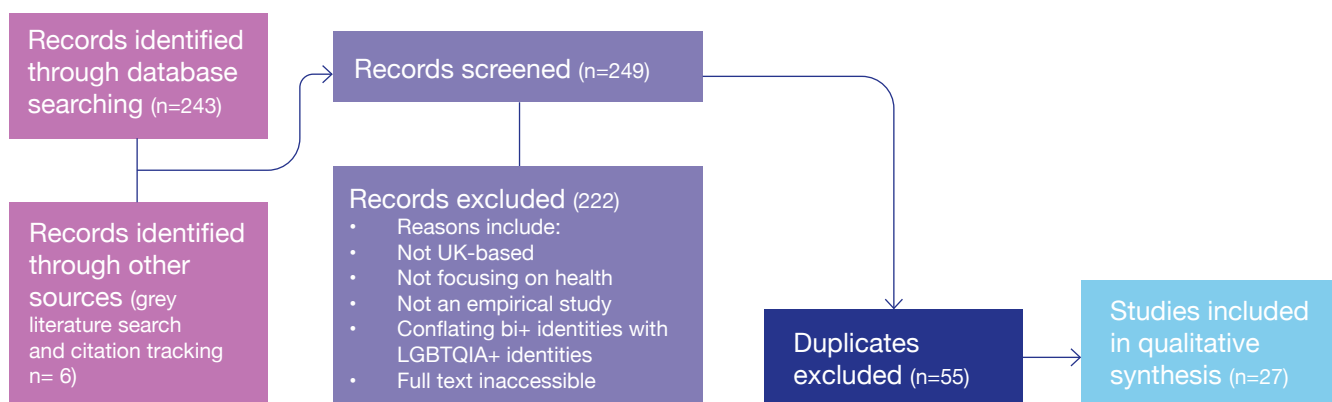 Records identified
through database
searching (n=243)
Records identified
through other
sources (grey
literature search
and citation tracking
n= 6)
Records screened (n=249)
Records excluded (222)
• Reasons include:
• Not UK-based
• Not focusing on health
• Not an empirical study
• Conflating bi+ identities with
LGBTQIA+ identities
• Full text inaccessible
Duplicates
excluded (n=55)
Studies included
in qualitative
synthesis (n=27)